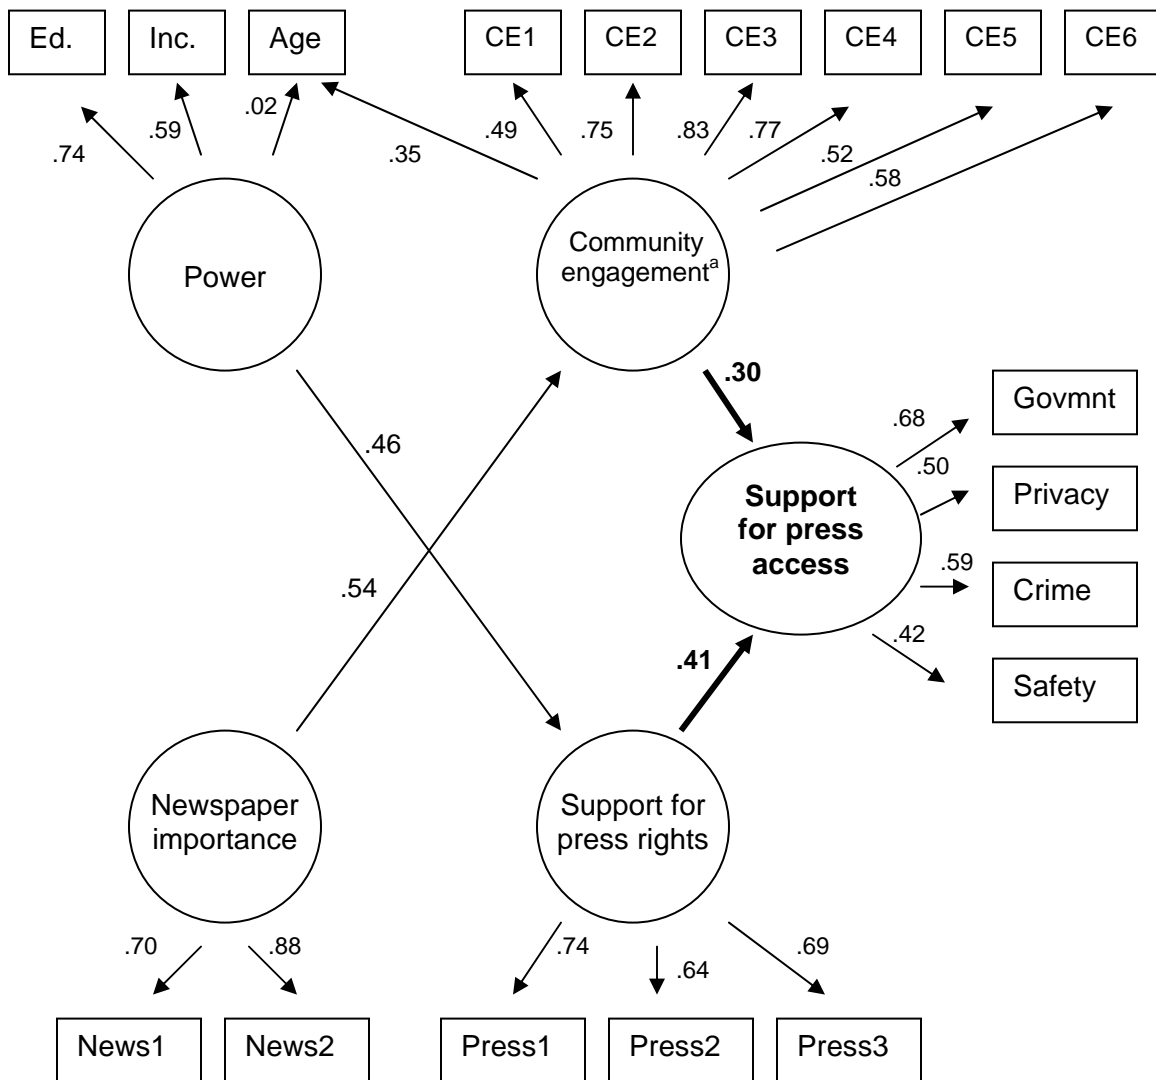 Ed.
Inc.
Age
CE1
CE2
CE3
CE4
CE5
CE6
.74
.59
.02
.35
.49
.75
.83
.77
.52
.58
Power
Community
engagementa
.30
.46
.54
Support
for press
access
.68
.50
.59
.42
Govmnt
Privacy
Crime
Safety
.41
Newspaper
importance
Support for
press rights
.70
.88
.74
.64
.69
News1
News2
Press1
Press2
Press3